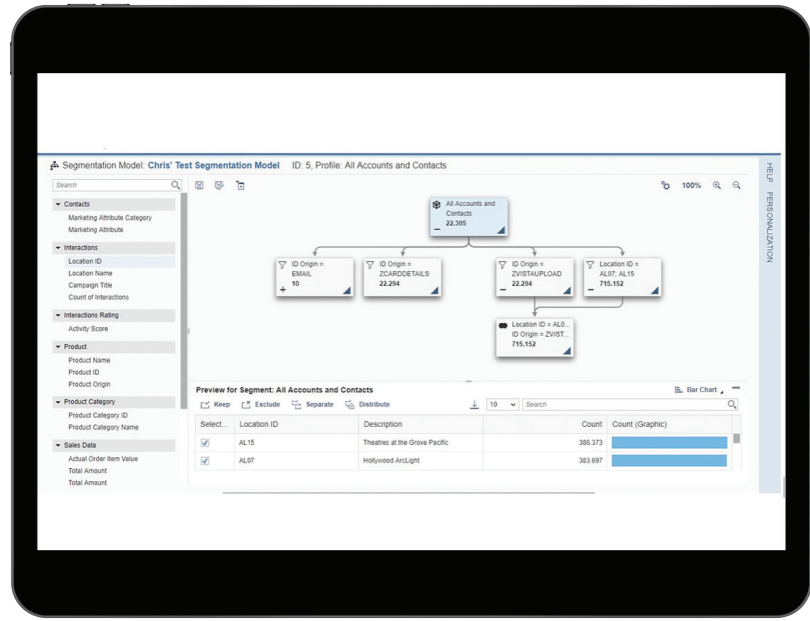 Segmentation Model: Chris' Test Segmentation Model ID: 5, Profile: All Accounts and Contacts
HELP PERSONALIZATION
Search
100%
Contacts
Marketing Attribute Category
Marketing Attribute
Interactions
Location ID
Location Name
Campaign Title
Count of Interactions
Interactions Rating
Activity Score
Product
Product Name
Product ID
Product Origin
Product Category
Product Category ID
Product Category Name
Sales Data
Actual Order Item Value
Total Amount
Total Amount
All Accounts and
Contacts
22.305
ID Origin =
EMAIL
10
ID Origin =
ZCARDDETAILS
22.294
ID Origin =
ZVISTAUPLOAD
22.294
Location ID =
AL07; AL15
715.152
Location ID = AL0...
ID Origin = ZVIST...
715.152
Preview for Segment: All Accounts and Contacts
Bar Chart
Keep Exclude Separate Distribute 10 Search
Select... Location ID Description Count Count (Graphic)
AL15 Theatres at the Grove Pacific 386.373
AL07 Hollywood ArcLight 383.697